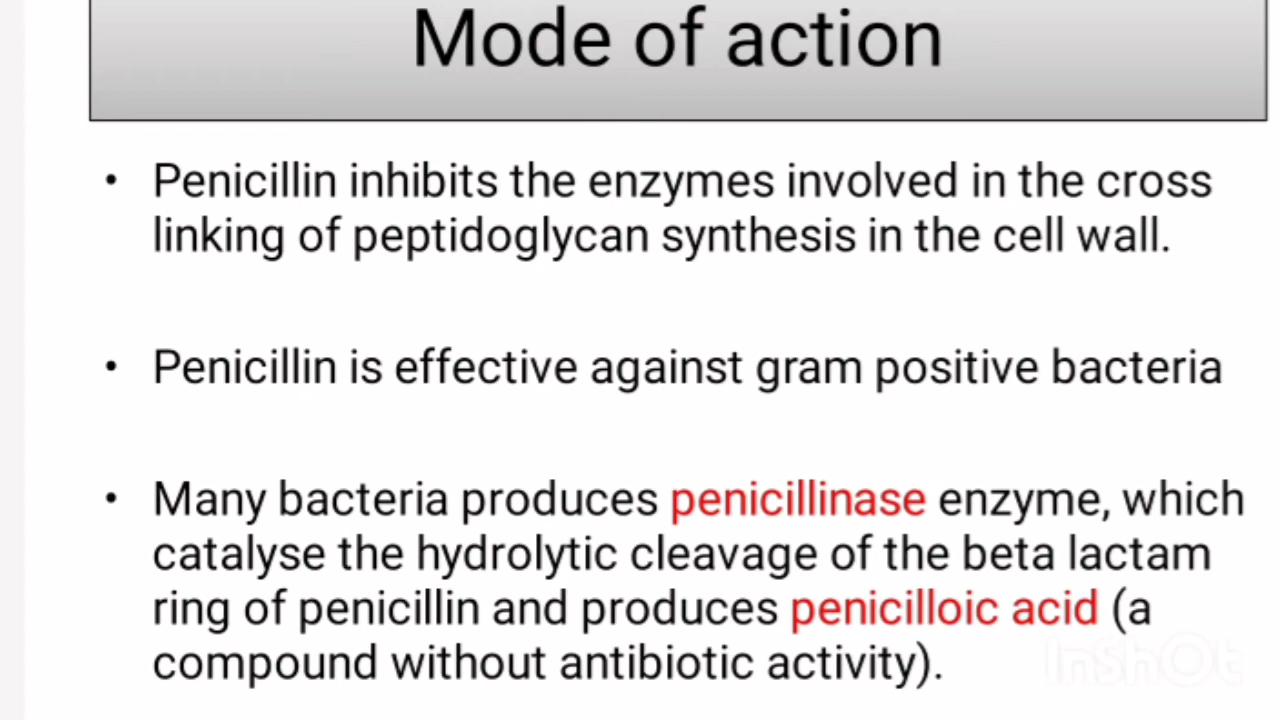 Mode of action
• Penicillin inhibits the enzymes involved in the cross
linking of peptidoglycan synthesis in the cell wall.
• Penicillin is effective against gram positive bacteria
• Many bacteria produces penicillinase enzyme, which
catalyse the hydrolytic cleavage of the beta lactam
ring of penicillin and produces penicilloic acid (a
compound without antibiotic activity).
InShOt